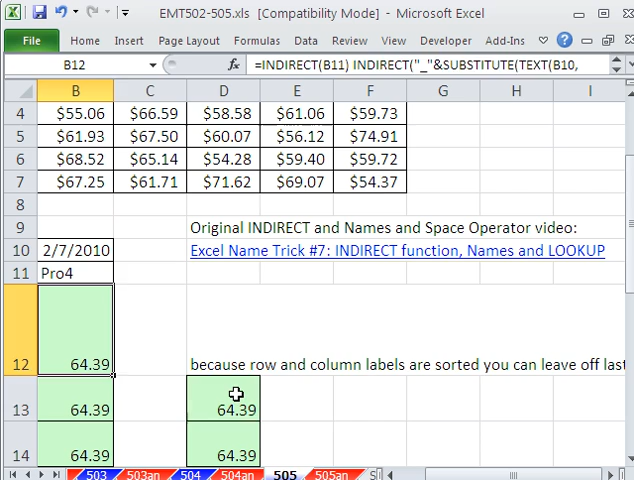 EMT502-505.xls [Compatibility Mode] - Microsoft Excel
File Home Insert Page Layout Formulas Data Review View Developer Add-Ins
B12 fx =INDIRECT(B11) INDIRECT("_"&SUBSTITUTE(TEXT(B10,
B C D E F G H I
4 $55.06 $66.59 $58.58 $61.06 $59.73
5 $61.93 $67.50 $60.07 $56.12 $74.91
6 $68.52 $65.14 $54.28 $59.40 $59.72
7 $67.25 $61.71 $71.62 $69.07 $54.37
8
9 Original INDIRECT and Names and Space Operator video:
10 2/7/2010 Excel Name Trick #7: INDIRECT function, Names and LOOKUP
11 Pro4
12 64.39 because row and column labels are sorted you can leave off last
13 64.39 64.39
14 64.39 64.39
503 503an 504 504an 505 505an